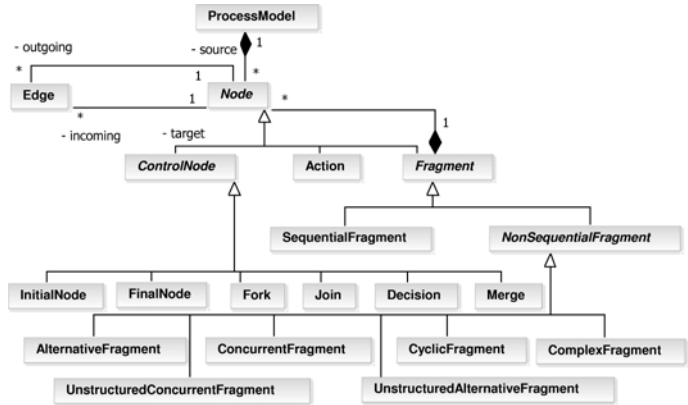 ProcessModel
1
- outgoing
- source
*
1
*
Edge
Node
*
*
1
1
- incoming
- target
ControlNode
Action
Fragment
SequentialFragment
NonSequentialFragment
InitialNode
FinalNode
Fork
Join
Decision
Merge
AlternativeFragment
ConcurrentFragment
CyclicFragment
ComplexFragment
UnstructuredConcurrentFragment
UnstructuredAlternativeFragment